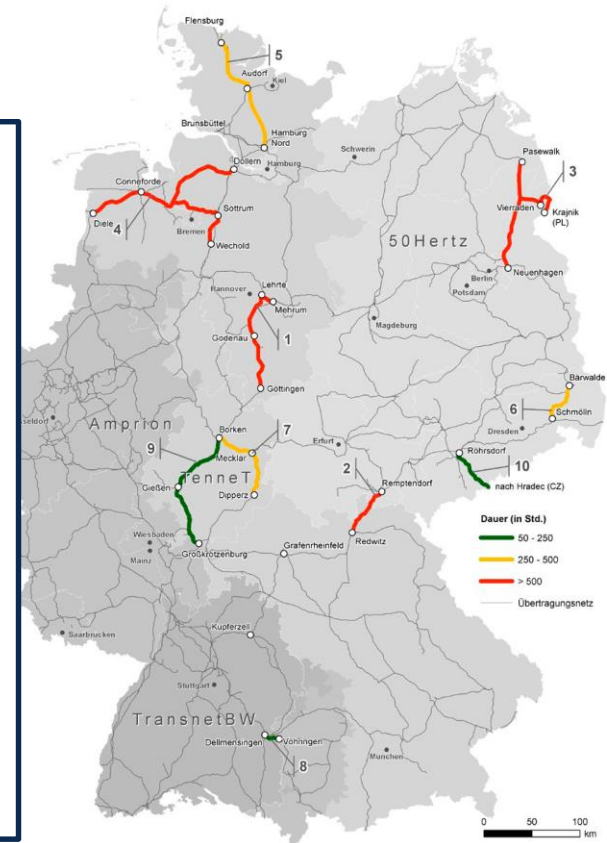 Flensburg
5
Audorf
Kiel
Brunsbüttel
Hamburg
Nord
Schwerin
Pasewalk
Dollern
Hamburg
3
Conneforde
Vierraden
Krajnik
(PL)
Sottrum
Diele
4
Bremen
50Hertz
Wechold
Berlin
Neuenhagen
Potsdam
Lehrte
Hannover
Mehrum
Magdeburg
1
Godenau
Göttingen
Bärwalde
6
Schmölln
Dresden
Amprion
Borken
7
9
Erfurt
Mecklar
Röhrsdorf
2
10
TenneT
Remptendorf
Gießen
Dipperz
nach Hradec (CZ)
Redwitz
Dauer (in Std.)
50 - 250
250 - 500
> 500
Übertragungsnetz
Wiesbaden
Grafenrheinfeld
Großkrotzenburg
Mainz
Saarbrücken
Kupferzell
Stuttgart
TransnetBW
Dellmensingen
Vöhringen
München
8
0 50 100
km